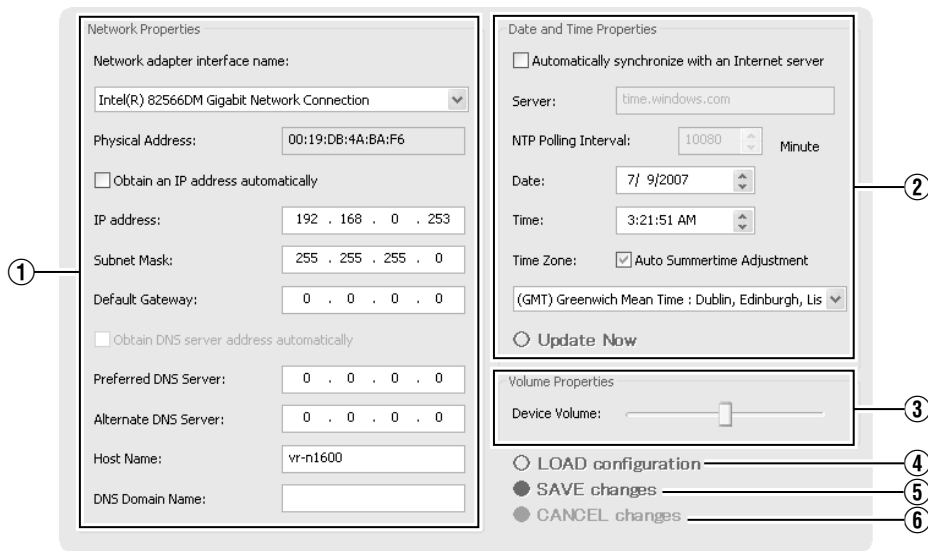 Network Properties
Network adapter interface name:
Intel(R) 82566DM Gigabit Network Connection
Physical Address: 00:19:DB:4A:BA:F6
Obtain an IP address automatically
IP address: 192 . 168 . 0 . 253
Subnet Mask: 255 . 255 . 255 . 0
Default Gateway: 0 . 0 . 0 . 0
Obtain DNS server address automatically
Preferred DNS Server: 0 . 0 . 0 . 0
Alternate DNS Server: 0 . 0 . 0 . 0
Host Name: vr-n1600
DNS Domain Name:
①
Date and Time Properties
Automatically synchronize with an Internet server
Server: time.windows.com
NTP Polling Interval: 10080 Minute
Date: 7/ 9/2007
Time: 3:21:51 AM
Time Zone: Auto Summertime Adjustment
(GMT) Greenwich Mean Time : Dublin, Edinburgh, Lis
Update Now
②
Volume Properties
Device Volume:
③
LOAD configuration ④
SAVE changes ⑤
CANCEL changes ⑥